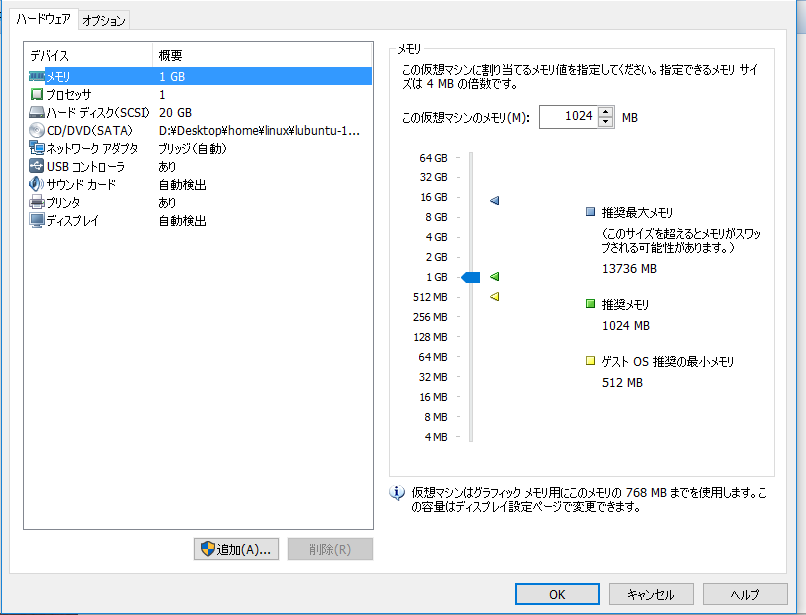 ハードウェア オプション
デバイス 概要
メモリ 1 GB
プロセッサ 1
ハード ディスク(SCSI) 20 GB
CD/DVD(SATA) D:¥Desktop¥home¥linux¥lubuntu-1...
ネットワーク アダプタ ブリッジ(自動)
USB コントローラ あり
サウンド カード 自動検出
プリンタ あり
ディスプレイ 自動検出
追加(A)... 削除(R)
メモリ
この仮想マシンに割り当てるメモリ値を指定してください。指定できるメモリ サイ
ズは 4 MB の倍数です。
この仮想マシンのメモリ(M): 1024 MB
64 GB
32 GB
16 GB
8 GB
4 GB
2 GB
1 GB
512 MB
256 MB
128 MB
64 MB
32 MB
16 MB
8 MB
4 MB
推奨最大メモリ
(このサイズを超えるとメモリがスワッ
プされる可能性があります。)
13736 MB
推奨メモリ
1024 MB
ゲスト OS 推奨の最小メモリ
512 MB
仮想マシンはグラフィック メモリ用にこのメモリの 768 MB までを使用します。こ
の容量はディスプレイ設定ページで変更できます。
OK キャンセル ヘルプ